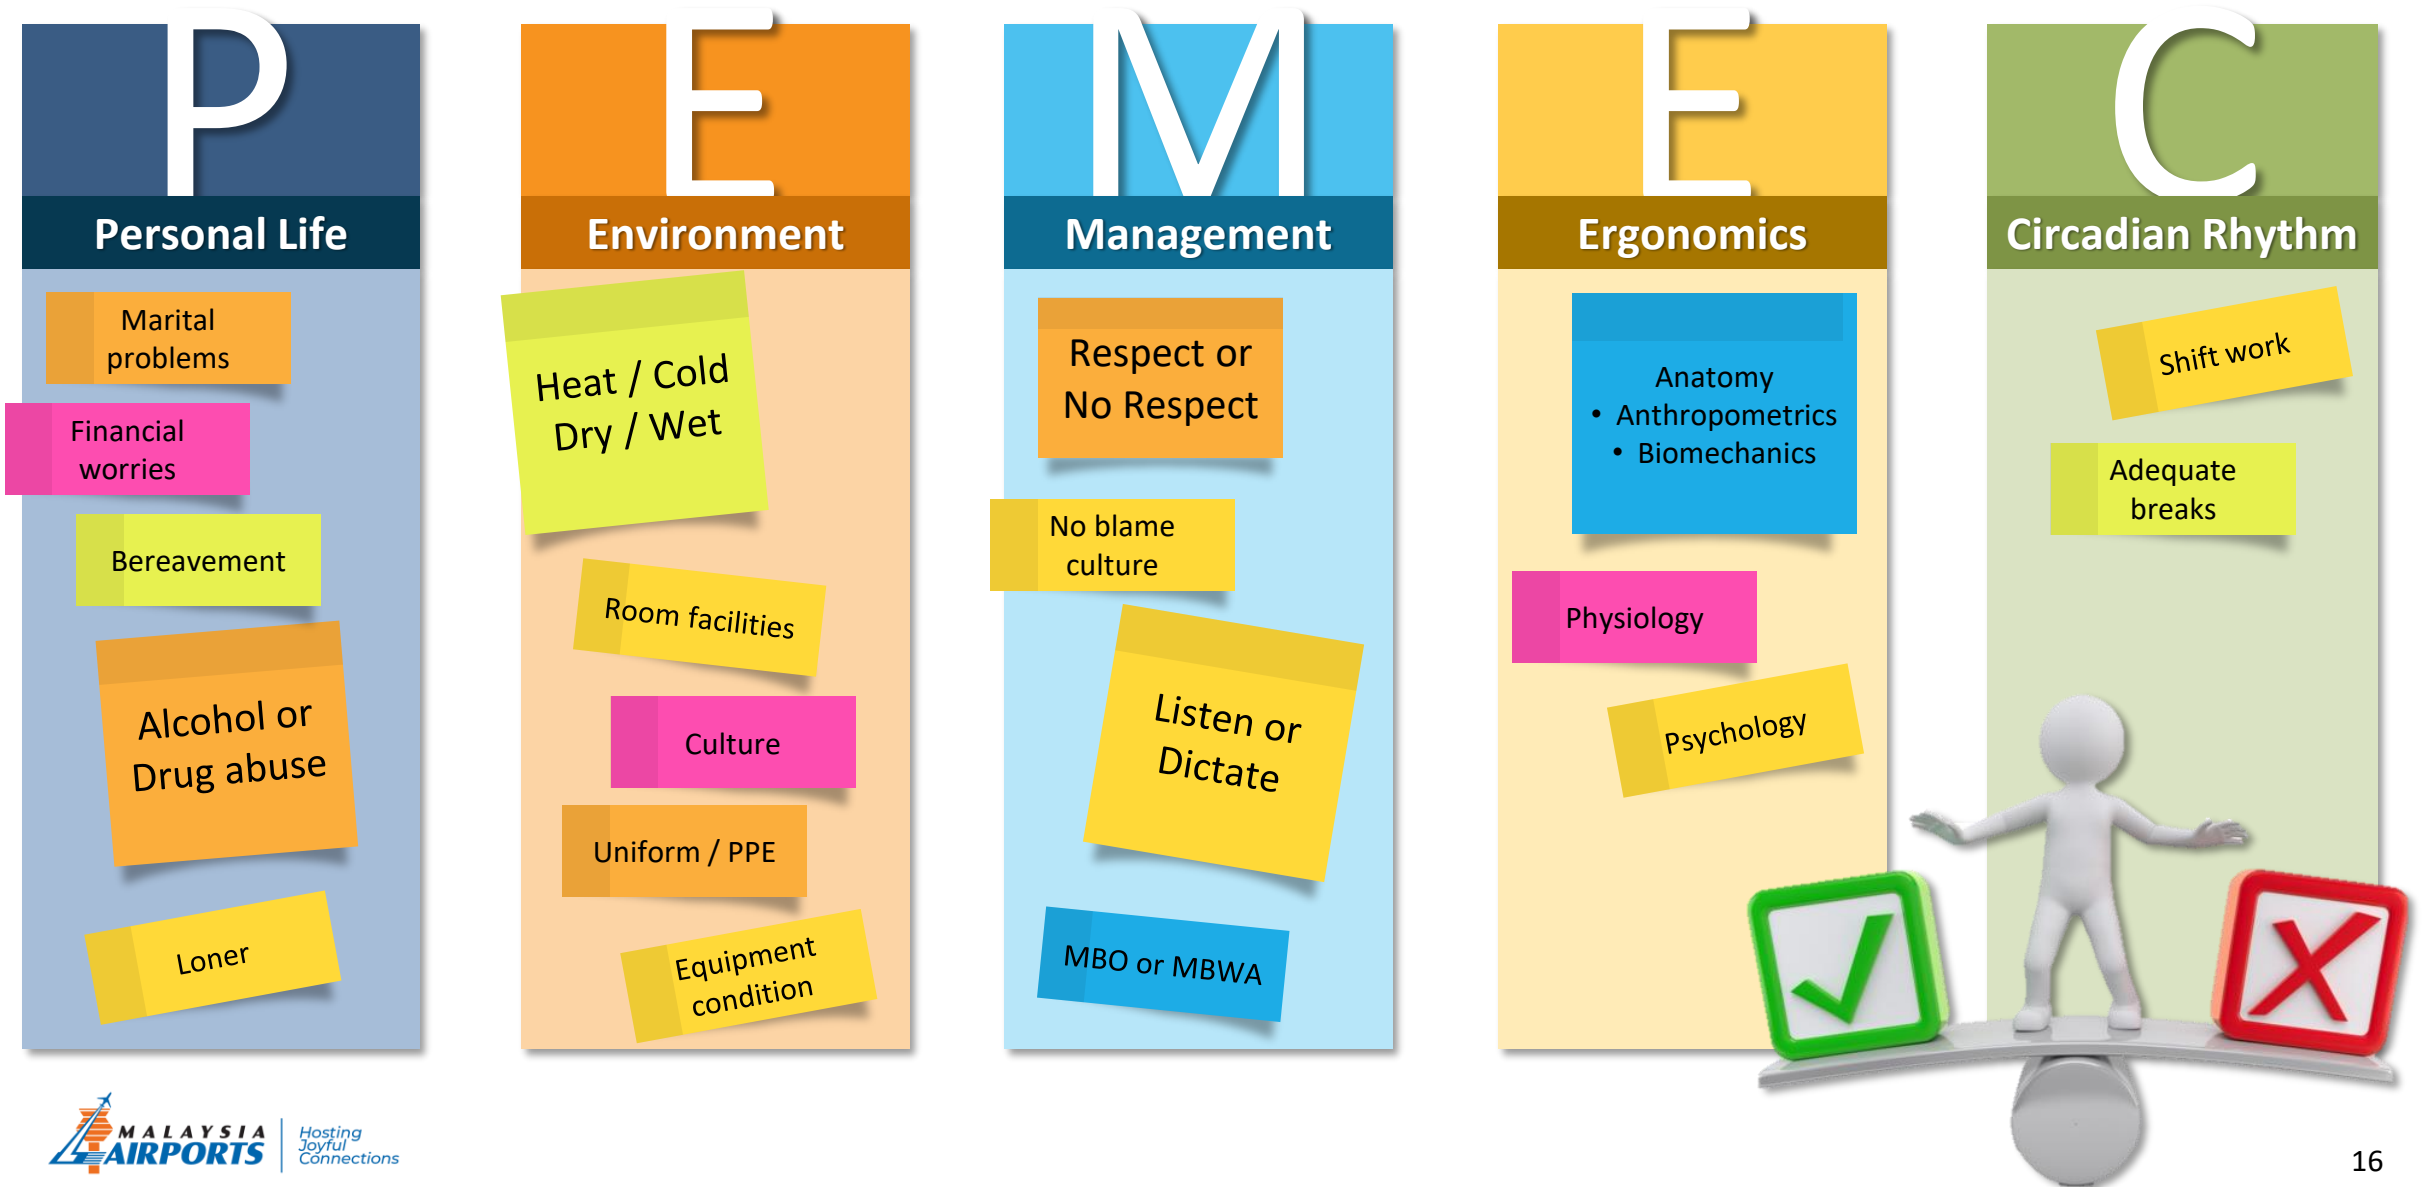 P
Personal Life
Marital
problems
Financial
worries
Bereavement
Alcohol or
Drug abuse
Loner
E
Environment
Heat / Cold
Dry / Wet
Room facilities
Culture
Uniform / PPE
Equipment
condition
M
Management
Respect or
No Respect
No blame
culture
Listen or
Dictate
MBO or MBWA
E
Ergonomics
Anatomy
• Anthropometrics
• Biomechanics
Physiology
Psychology
C
Circadian Rhythm
Shift work
Adequate
breaks
MALAYSIA
AIRPORTS
Hosting
Joyful
Connections
16